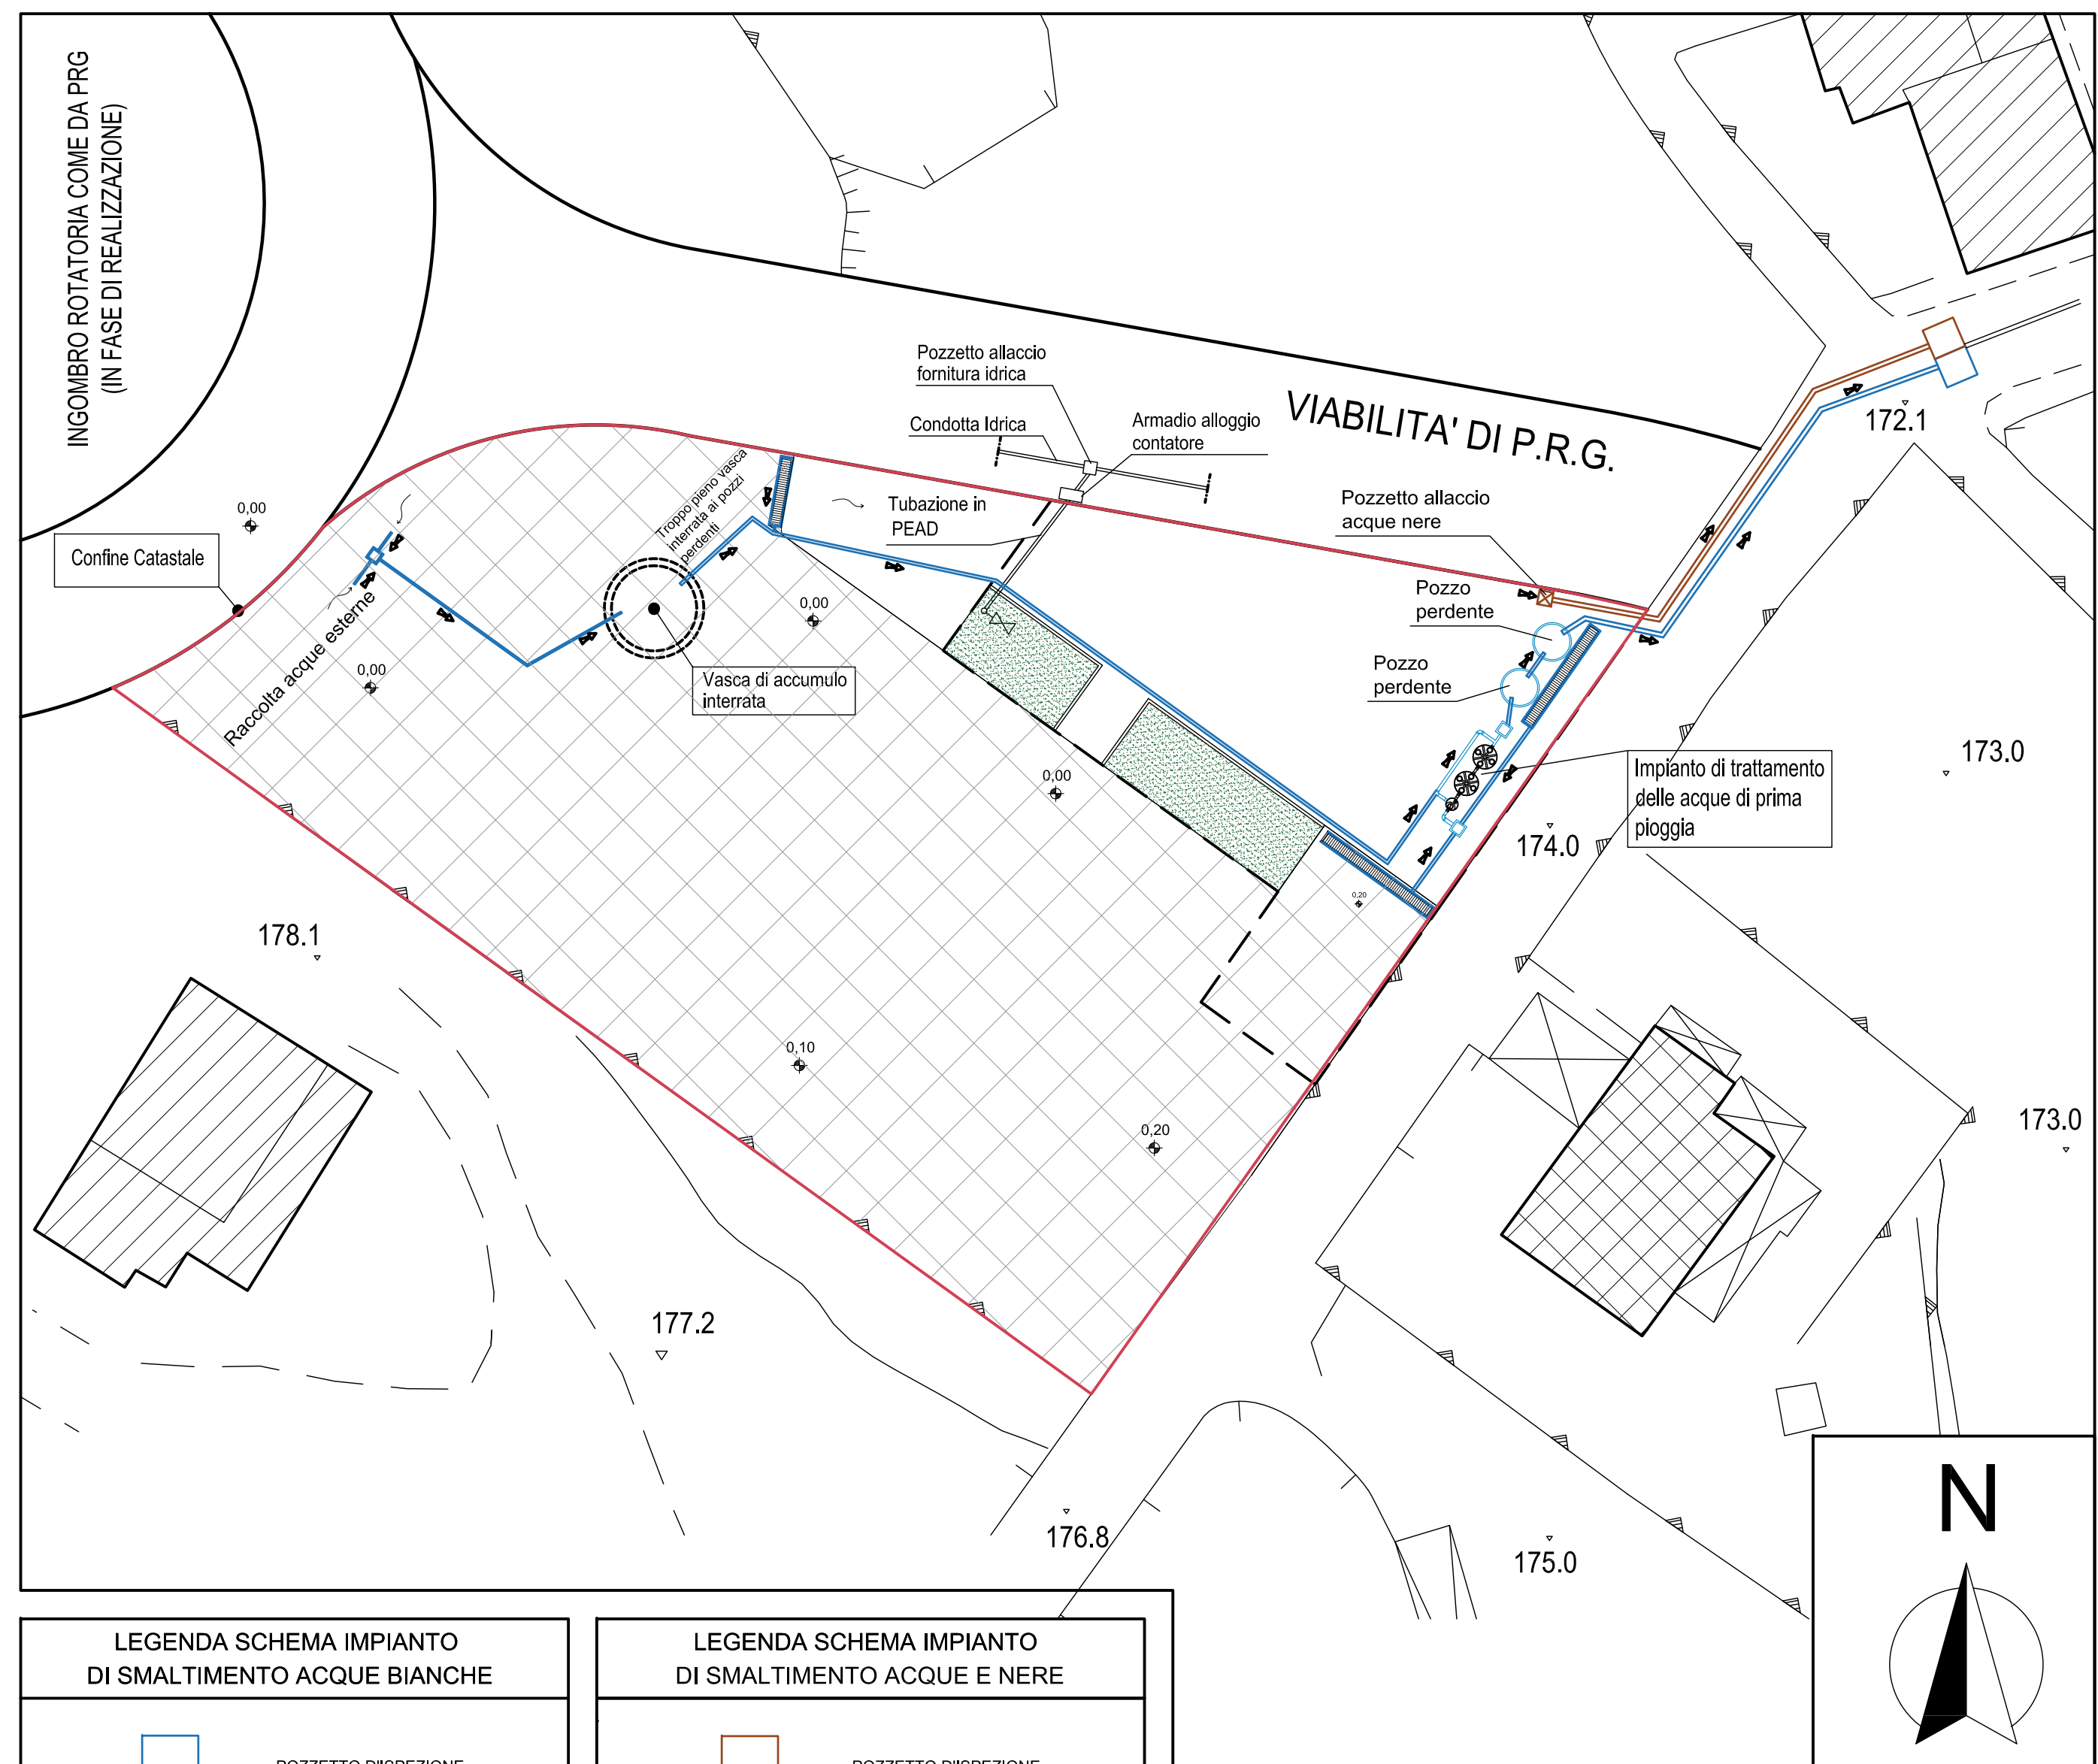 INGOMBRO ROTATORIA COME DA PRG
(IN FASE DI REALIZZAZIONE)
Pozzetto allaccio
fornitura idrica
Condotta Idrica
Armadio alloggio
contatore
VIABILITA' DI P.R.G.
172.1
Pozzetto allaccio
acque nere
Tubazione in
PEAD
Troppo pieno vasca
interrata ai pozzi
perdenti
0,00
Confine Catastale
Raccolta acque esterne
0,00
0,00
Vasca di accumulo
interrata
Pozzo
perdente
Pozzo
perdente
0,00
Impianto di trattamento
delle acque di prima
pioggia
173.0
174.0
0,20
178.1
0,10
0,20
173.0
177.2
176.8
175.0
N
LEGENDA SCHEMA IMPIANTO
DI SMALTIMENTO ACQUE BIANCHE
LEGENDA SCHEMA IMPIANTO
DI SMALTIMENTO ACQUE E NERE
POZZETTO D'ISPEZIONE
POZZETTO D'ISPEZIONE